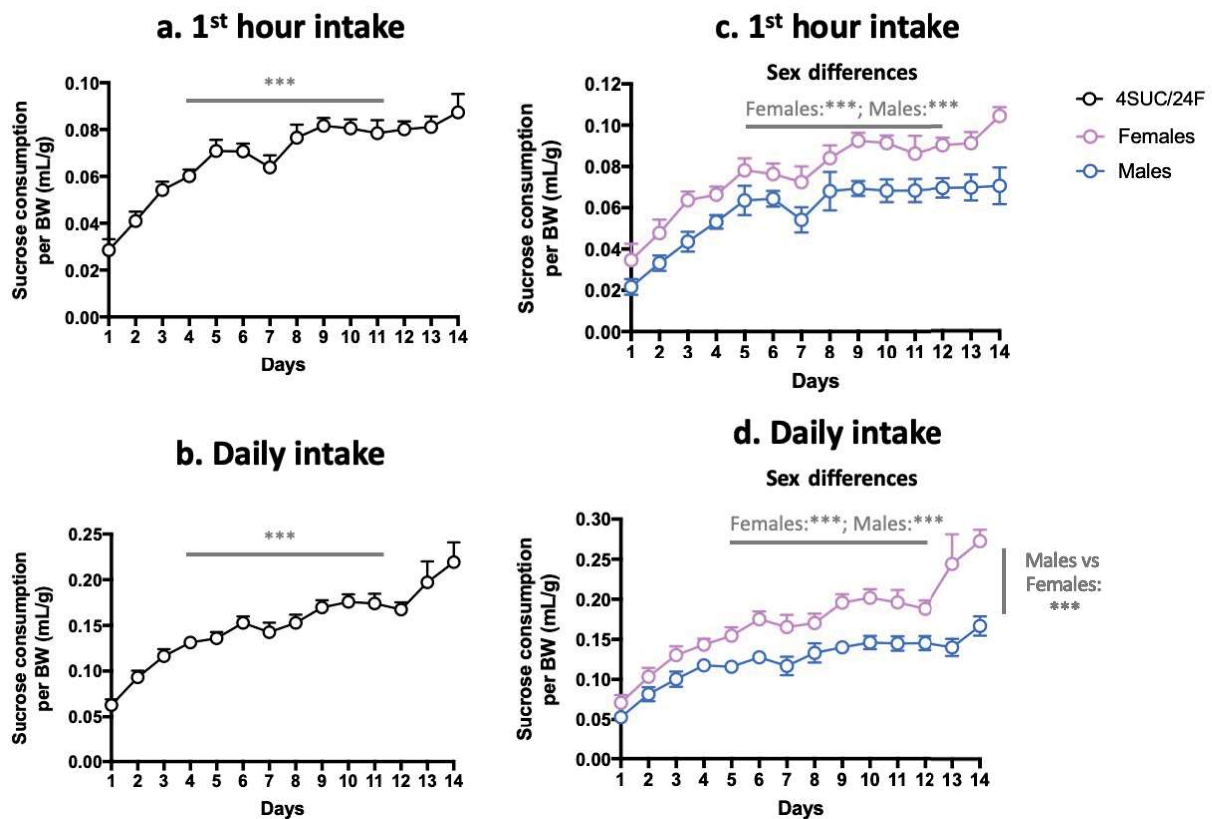 a. 1st hour intake
***
0.10
0.08
0.06
0.04
0.02
0.00
Sucrose consumption
per BW (mL/g)
1 2 3 4 5 6 7 8 9 10 11 12 13 14
Days
c. 1st hour intake
Sex differences
Females:***; Males:***
0.12
0.10
0.08
0.06
0.04
0.02
0.00
Sucrose consumption
per BW (mL/g)
1 2 3 4 5 6 7 8 9 10 11 12 13 14
Days
4SUC/24F
Females
Males
b. Daily intake
***
0.25
0.20
0.15
0.10
0.05
0.00
Sucrose consumption
per BW (mL/g)
1 2 3 4 5 6 7 8 9 10 11 12 13 14
Days
d. Daily intake
Sex differences
Females:***; Males:***
0.30
0.25
0.20
0.15
0.10
0.05
0.00
Sucrose consumption
per BW (mL/g)
1 2 3 4 5 6 7 8 9 10 11 12 13 14
Days
Males vs
Females:
***